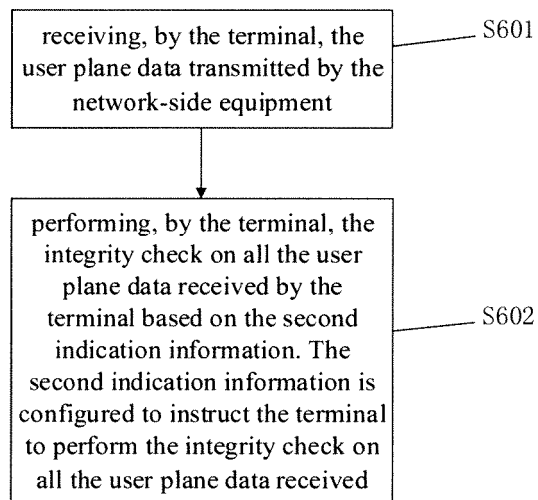 receiving, by the terminal, the
user plane data transmitted by the
network-side equipment
S601
performing, by the terminal, the
integrity check on all the user
plane data received by the
terminal based on the second
indication information. The
second indication information is
configured to instruct the terminal
to perform the integrity check on
all the user plane data received
S602